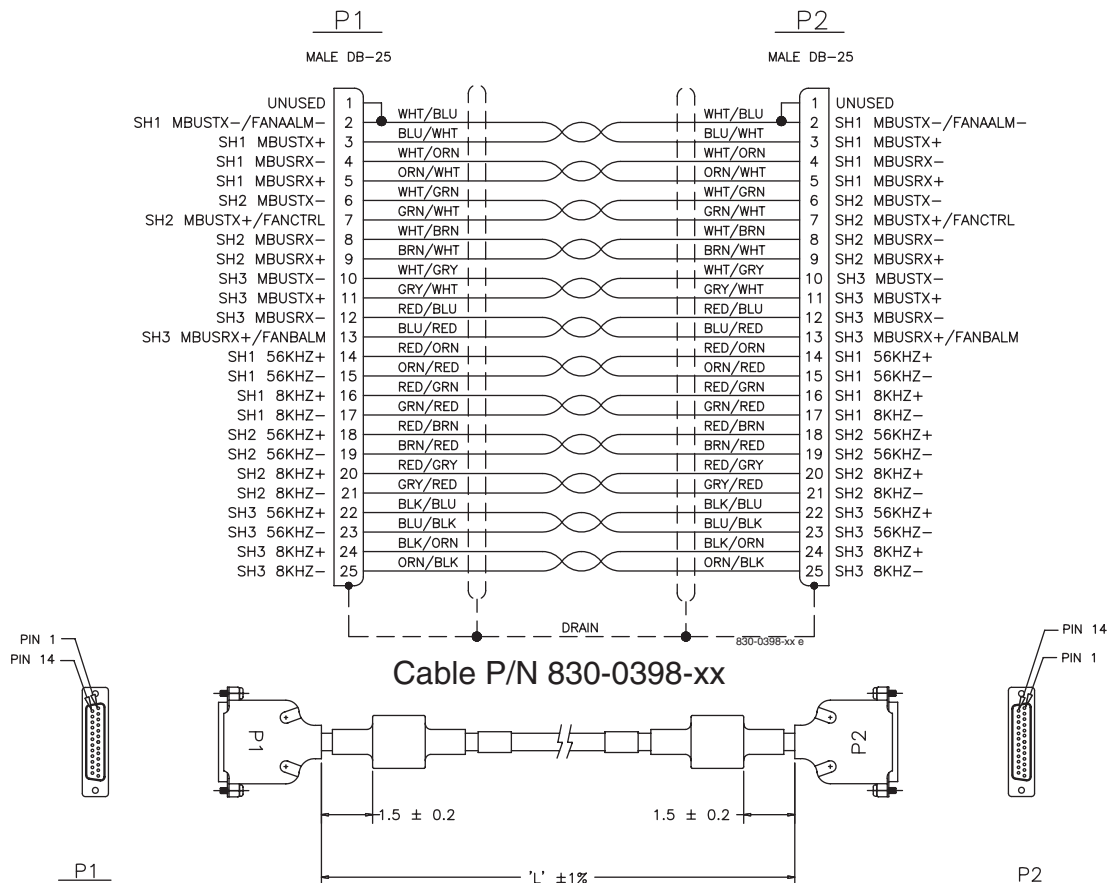 P1 P2
MALE DB-25 MALE DB-25
UNUSED 1 1 UNUSED
SH1 MBUSTX-/FANAALM- 2 WHT/BLU WHT/BLU 2 SH1 MBUSTX-/FANAALM-
SH1 MBUSTX+ 3 BLU/WHT BLU/WHT 3 SH1 MBUSTX+
SH1 MBUSRX- 4 WHT/ORN WHT/ORN 4 SH1 MBUSRX-
SH1 MBUSRX+ 5 ORN/WHT ORN/WHT 5 SH1 MBUSRX+
SH2 MBUSTX- 6 WHT/GRN WHT/GRN 6 SH2 MBUSTX-
SH2 MBUSTX+/FANCTRL 7 GRN/WHT GRN/WHT 7 SH2 MBUSTX+/FANCTRL
SH2 MBUSRX- 8 WHT/BRN WHT/BRN 8 SH2 MBUSRX-
SH2 MBUSRX+ 9 BRN/WHT BRN/WHT 9 SH2 MBUSRX+
SH3 MBUSTX- 10 WHT/GRY WHT/GRY 10 SH3 MBUSTX-
SH3 MBUSTX+ 11 GRY/WHT GRY/WHT 11 SH3 MBUSTX+
SH3 MBUSRX- 12 RED/BLU RED/BLU 12 SH3 MBUSRX-
SH3 MBUSRX+/FANBALM 13 BLU/RED BLU/RED 13 SH3 MBUSRX+/FANBALM
SH1 56KHZ+ 14 RED/ORN RED/ORN 14 SH1 56KHZ+
SH1 56KHZ- 15 ORN/RED ORN/RED 15 SH1 56KHZ-
SH1 8KHZ+ 16 RED/GRN RED/GRN 16 SH1 8KHZ+
SH1 8KHZ- 17 GRN/RED GRN/RED 17 SH1 8KHZ-
SH2 56KHZ+ 18 RED/BRN RED/BRN 18 SH2 56KHZ+
SH2 56KHZ- 19 BRN/RED BRN/RED 19 SH2 56KHZ-
SH2 8KHZ+ 20 RED/GRY RED/GRY 20 SH2 8KHZ+
SH2 8KHZ- 21 GRY/RED GRY/RED 21 SH2 8KHZ-
SH3 56KHZ+ 22 BLK/BLU BLK/BLU 22 SH3 56KHZ+
SH3 56KHZ- 23 BLU/BLK BLU/BLK 23 SH3 56KHZ-
SH3 8KHZ+ 24 BLK/ORN BLK/ORN 24 SH3 8KHZ+
SH3 8KHZ- 25 ORN/BLK ORN/BLK 25 SH3 8KHZ-
DRAIN
830-0398-xx e
Cable P/N 830-0398-xx
PIN 1 PIN 14
PIN 14 PIN 1
P1 P2
1.5 ± 0.2 1.5 ± 0.2
P1 'L' ±1% P2